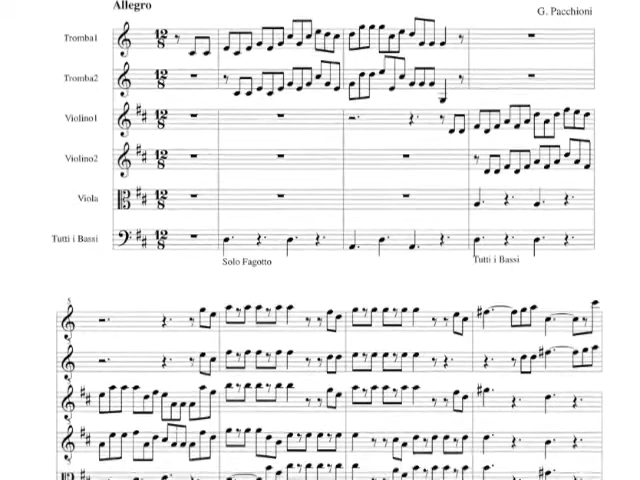 Allegro
G. Pacchioni
Tromba1
Tromba2
Violino1
Violino2
Viola
Tutti i Bassi
Solo Fagotto
Tutti i Bassi
5